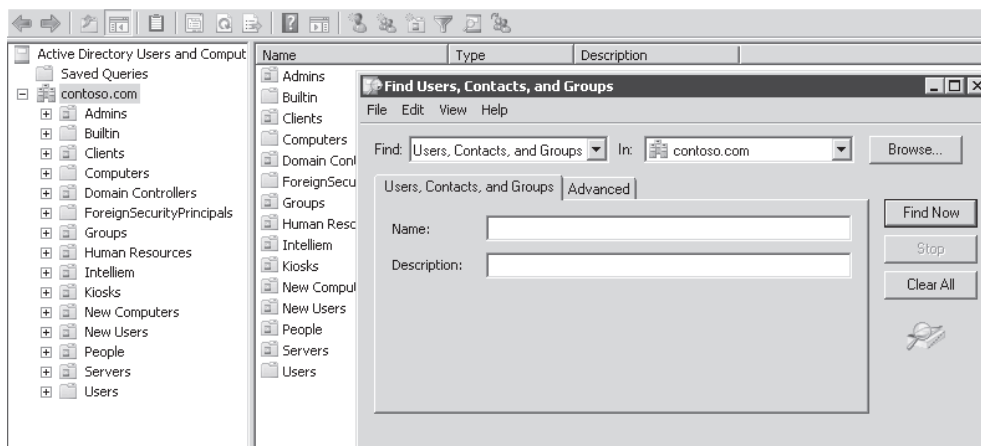 Active Directory Users and Comput
Saved Queries
contoso.com
Admins
Builtin
Clients
Computers
Domain Controllers
ForeignSecurityPrincipals
Groups
Human Resources
Intelliem
Kiosks
New Computers
New Users
People
Servers
Users
Name Type Description
Admins
Builtin
Clients
Computers
Domain Cont
ForeignSecu
Groups
Human Reso
Intelliem
Kiosks
New Comput
New Users
People
Servers
Users
Find Users, Contacts, and Groups
File Edit View Help
Find: Users, Contacts, and Groups In: contoso.com Browse...
Users, Contacts, and Groups Advanced
Name:
Description:
Find Now
Stop
Clear All